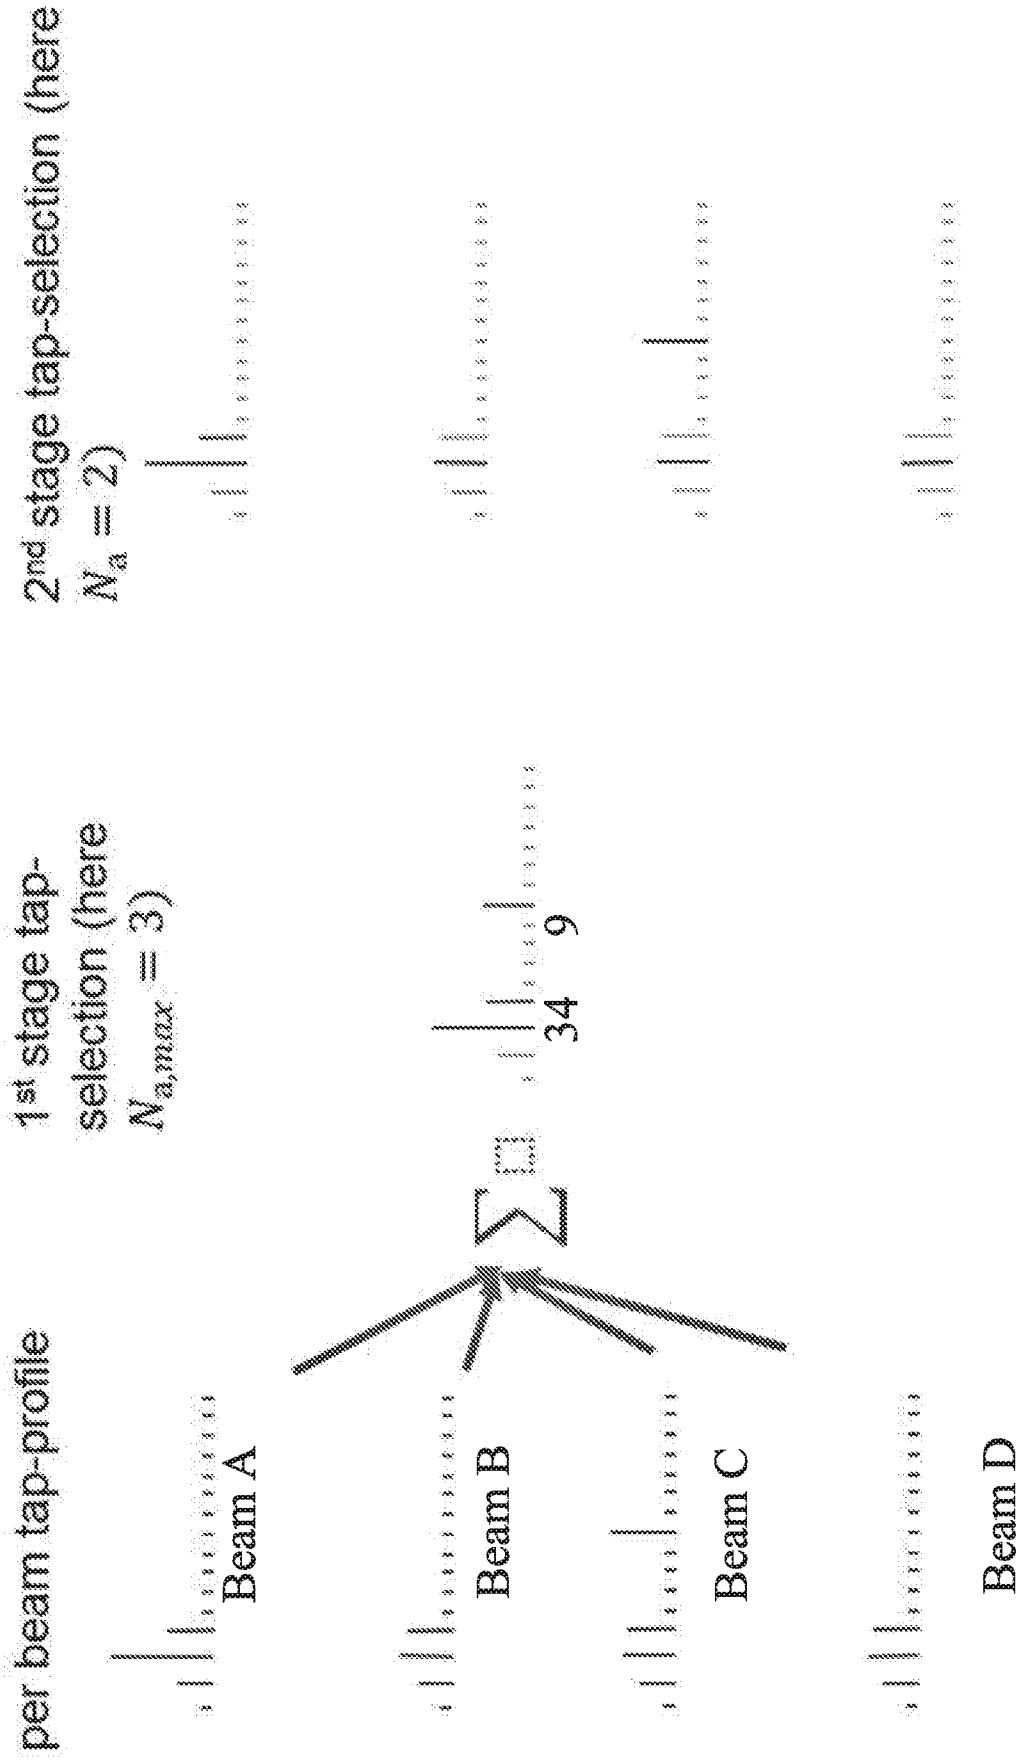 per beam tap-profile
Beam A
Beam B
Beam C
Beam D
1st stage tap-
selection (here
Na,max = 3)
Σ
34
9
2nd stage tap-selection (here
Na = 2)